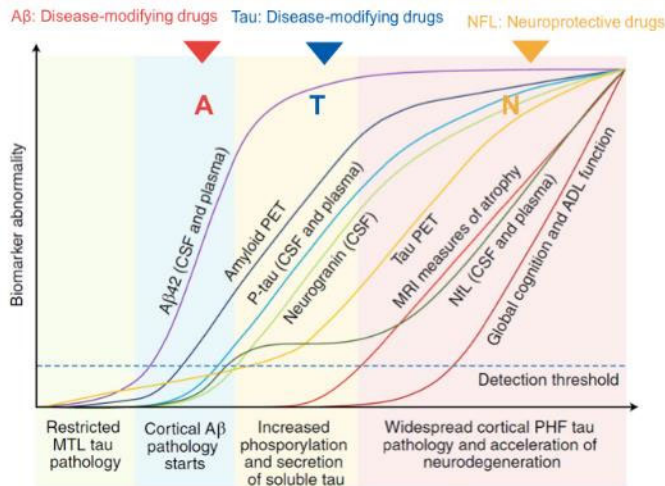 Aβ: Disease-modifying drugs
Tau: Disease-modifying drugs
NFL: Neuroprotective drugs
A
T
N
Biomarker abnormality
Aβ42 (CSF and plasma)
Amyloid PET
P-tau (CSF and plasma)
Neurogranin (CSF)
Tau PET
MRI measures of atrophy
NfL (CSF and plasma)
Global cognition and ADL function
Detection threshold
Restricted
MTL tau
pathology
Cortical Aβ
pathology
starts
Increased
phosporylation
and secretion
of soluble tau
Widespread cortical PHF tau
pathology and acceleration of
neurodegeneration